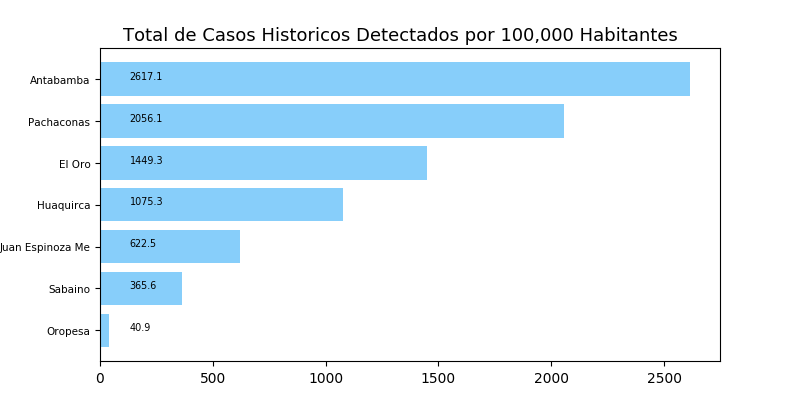 Total de Casos Historicos Detectados por 100,000 Habitantes
Antabamba 2617.1
Pachaconas 2056.1
El Oro 1449.3
Huaquirca 1075.3
Juan Espinoza Me 622.5
Sabaino 365.6
Oropesa 40.9
0 500 1000 1500 2000 2500